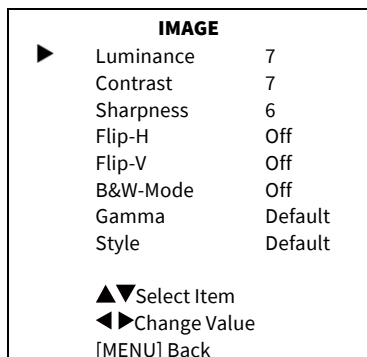 IMAGE
▶ Luminance 7
Contrast 7
Sharpness 6
Flip-H Off
Flip-V Off
B&W-Mode Off
Gamma Default
Style Default
▲▼Select Item
◀ ▶Change Value
[MENU] Back